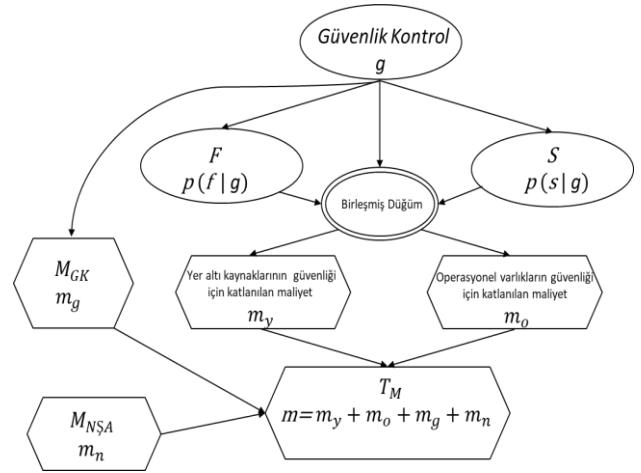 Güvenlik Kontrol
g
F
p(f | g)
S
p(s | g)
Birleşmiş Düğüm
M_GK
m_g
Yer altı kaynaklarının güvenliği
için katlanılan maliyet
m_y
Operasyonel varlıkların güvenliği
için katlanılan maliyet
m_o
T_M
m=m_y + m_o + m_g + m_n
M_NŞA
m_n